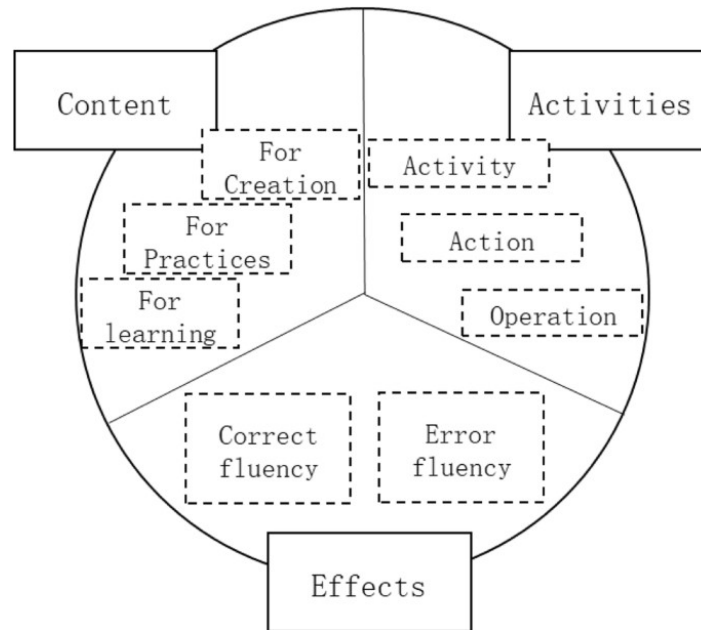 Content
Activities
For
Creation
Activity
For
Practices
Action
For
learning
Operation
Correct
fluency
Error
fluency
Effects